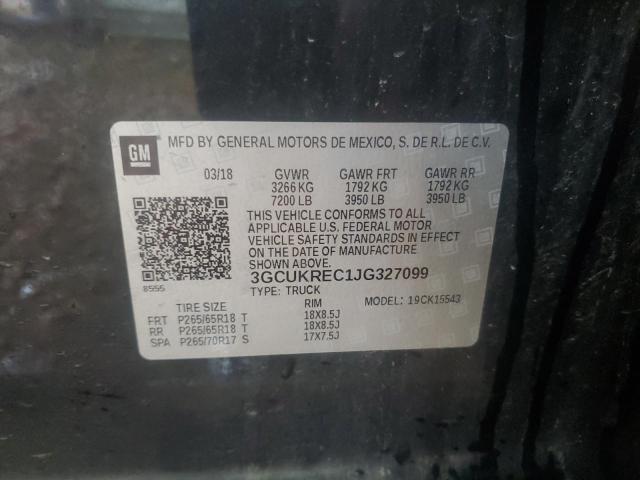 GM
MFD BY GENERAL MOTORS DE MEXICO, S. DE R.L. DE C.V.
03/18 GVWR GAWR FRT GAWR RR
3266 KG 1792 KG 1792 KG
7200 LB 3950 LB 3950 LB
THIS VEHICLE CONFORMS TO ALL
APPLICABLE U.S. FEDERAL MOTOR
VEHICLE SAFETY STANDARDS IN EFFECT
ON THE DATE OF MANUFACTURE
SHOWN ABOVE.
8555
3GCUKREC1JG327099
TYPE: TRUCK
TIRE SIZE RIM MODEL: 19CK15543
FRT P265/65R18 T 18X8.5J
RR P265/65R18 T 18X8.5J
SPA P265/70R17 S 17X7.5J